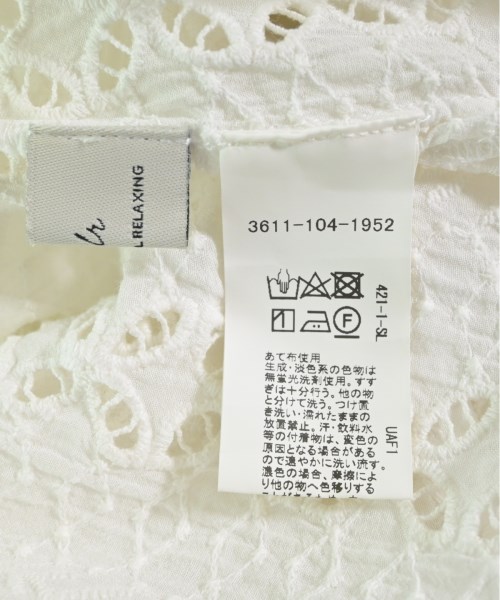 lr
L RELAXING
3611-104-1952
F
421-1-SL
UAF1
あて布使用
生成・淡色系の色物は
無蛍光洗剤使用。すす
ぎは十分行う。他の物
と分けて洗う。つけ置
き洗い・濡れたままの
放置禁止。汗・飲料水
等の付着物は、変色の
原因となる場合がある
ので速やかに洗い流す。
濃色の場合、摩擦によ
り他の物へ色移りする